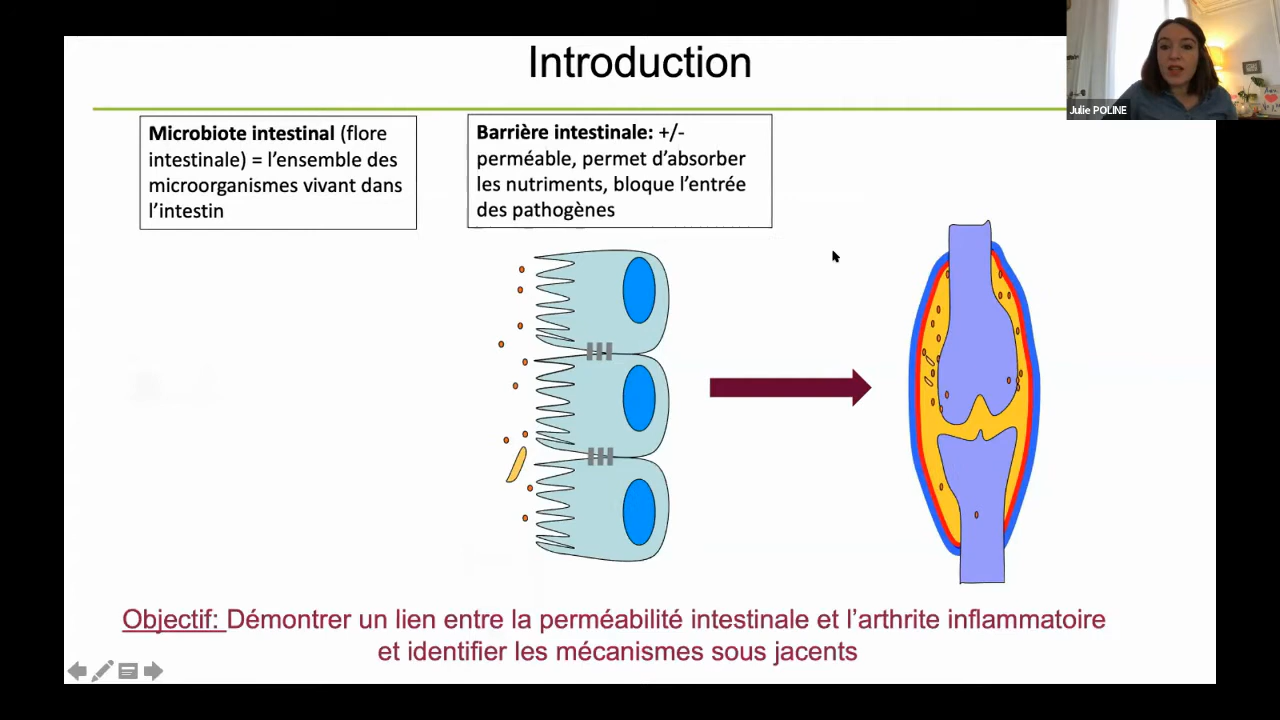 Introduction
Julie POLINE
Microbiote intestinal (flore
intestinale) = l’ensemble des
microorganismes vivant dans
l’intestin
Barrière intestinale: +/-
perméable, permet d’absorber
les nutriments, bloque l’entrée
des pathogènes
Objectif: Démontrer un lien entre la perméabilité intestinale et l’arthrite inflammatoire
et identifier les mécanismes sous jacents